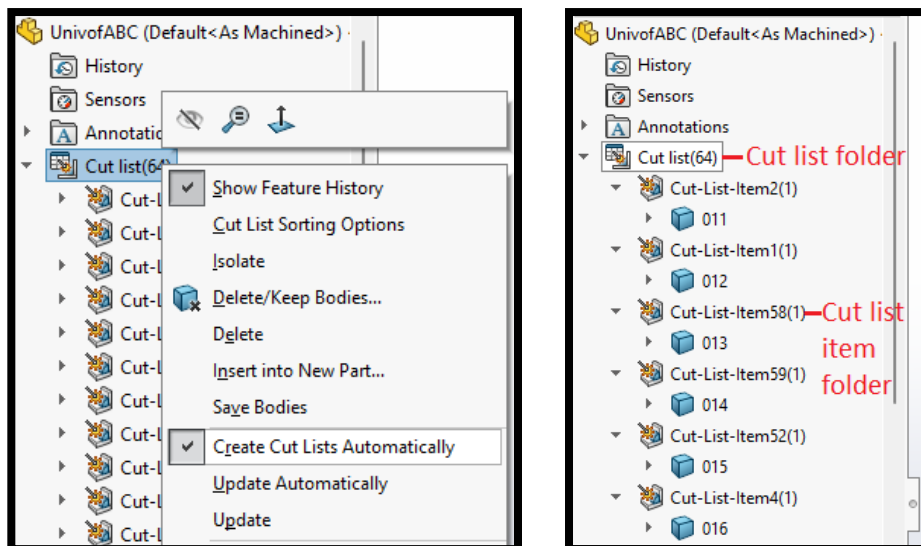 UnivofABC (Default<As Machined>)
History
Sensors
Annotatio
Cut list(64)
Cut-L
Cut-L
Cut-L
Cut-L
Cut-L
Cut-L
Cut-L
Cut-L
Cut-L
Cut-L
Cut-L
Show Feature History
Cut List Sorting Options
Isolate
Delete/Keep Bodies...
Delete
Insert into New Part...
Save Bodies
Create Cut Lists Automatically
Update Automatically
Update
UnivofABC (Default<As Machined>)
History
Sensors
A Annotations
Cut list(64) Cut list folder
Cut-List-Item2(1)
011
Cut-List-Item1(1)
012
Cut-List-Item58(1) Cut list
013 item
Cut-List-Item59(1) folder
014
Cut-List-Item52(1)
015
Cut-List-Item4(1)
016